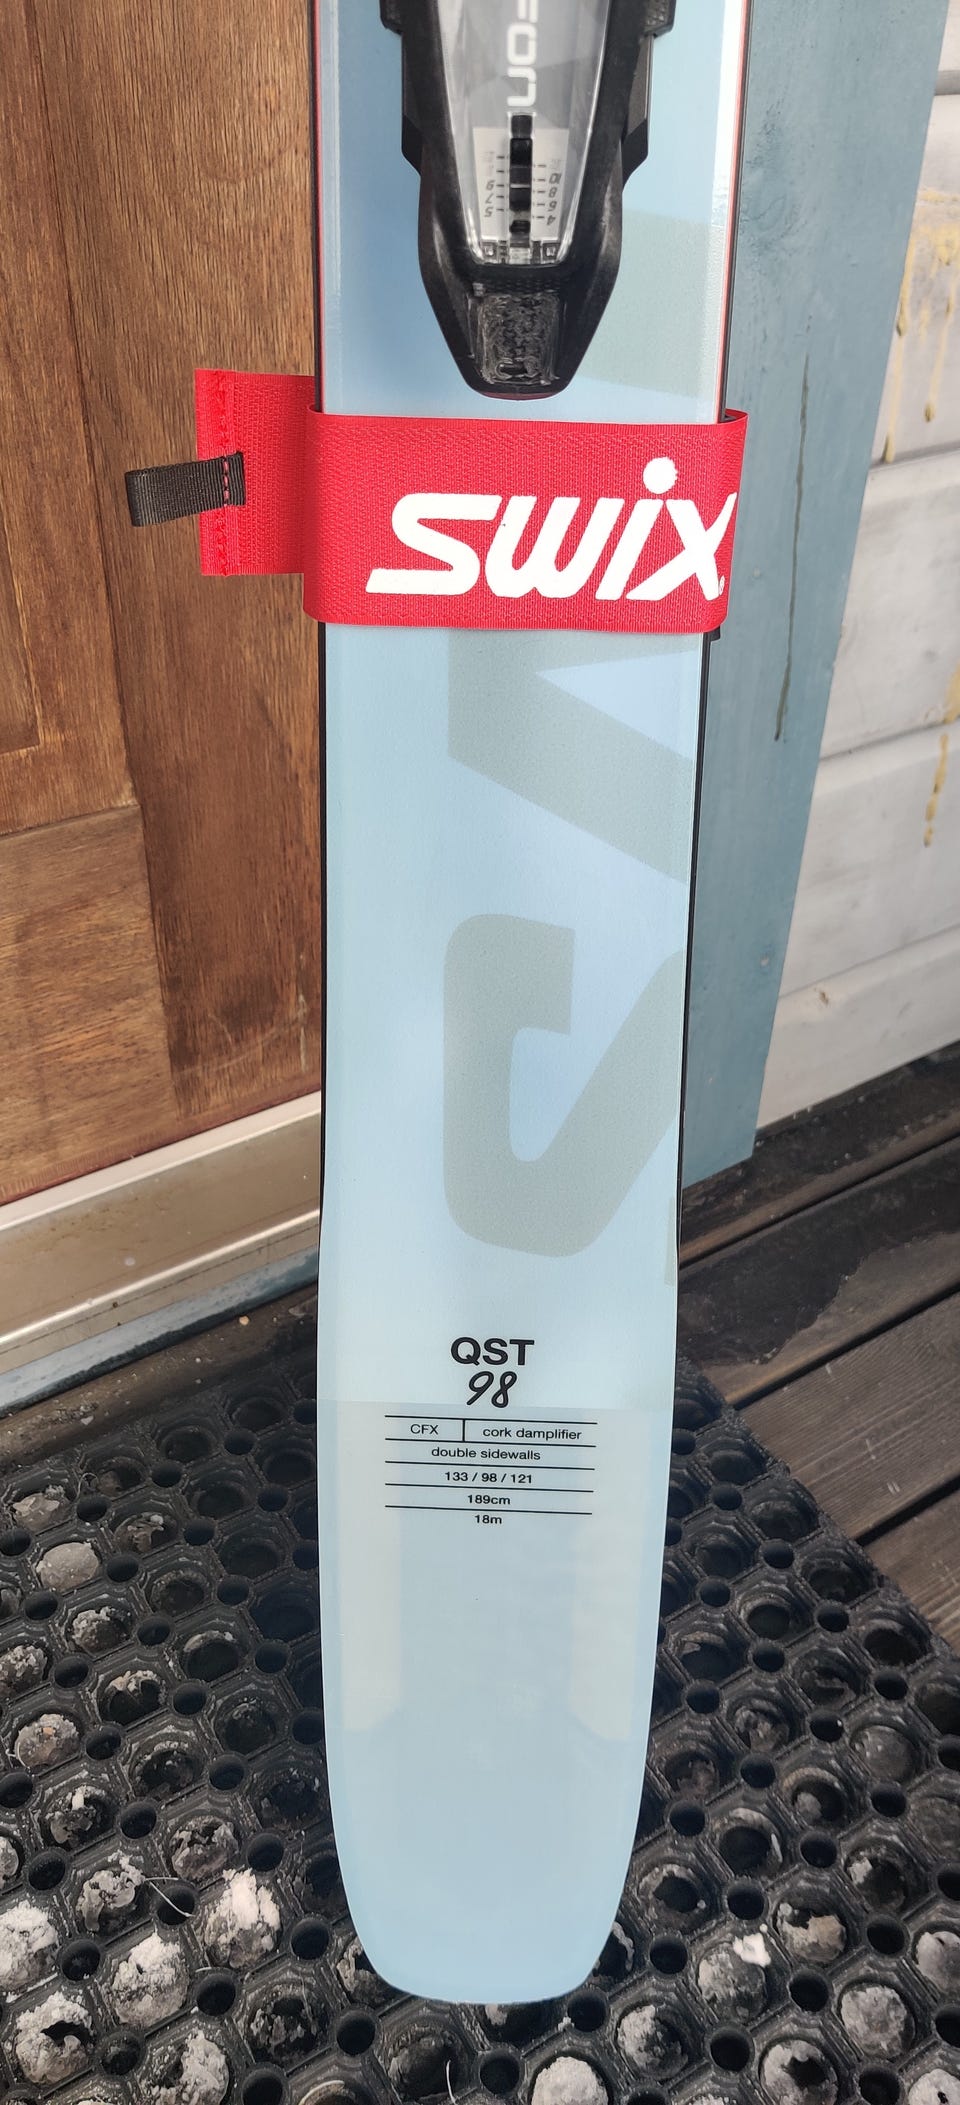 swix
QST
98
CFX cork damplifier
double sidewalls
133 / 98 / 121
189cm
18m